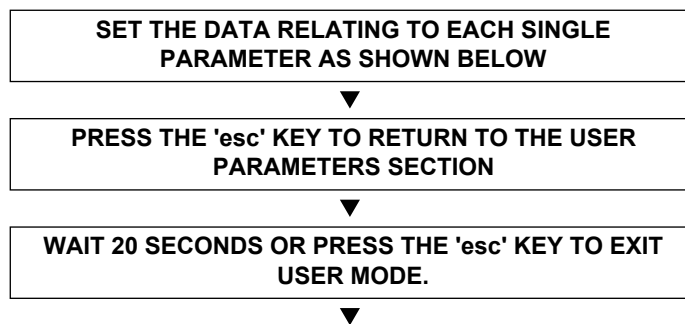 SET THE DATA RELATING TO EACH SINGLE
PARAMETER AS SHOWN BELOW
PRESS THE 'esc' KEY TO RETURN TO THE USER
PARAMETERS SECTION
WAIT 20 SECONDS OR PRESS THE 'esc' KEY TO EXIT
USER MODE.